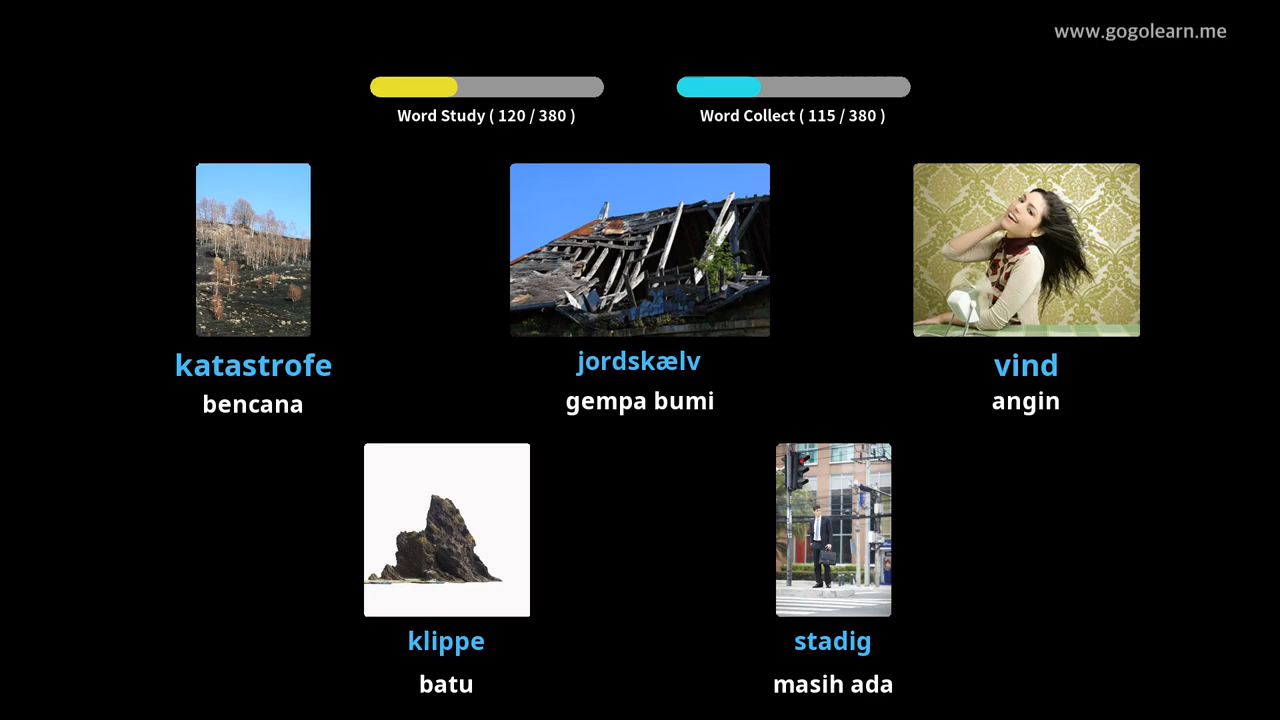 www.gogolearn.me
Word Study ( 120 / 380 )
Word Collect ( 115 / 380 )
katastrofe
bencana
jordskælv
gempa bumi
vind
angin
klippe
batu
stadig
masih ada